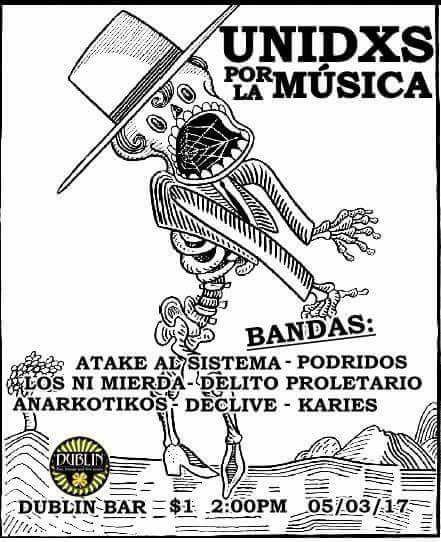 UNIDXS
POR
LA MÚSICA
BANDAS:
ATAKE AL SISTEMA - PODRIDOS
LOS NI MIERDA - DELITO PROLETARIO
ANARKOTIKOS - DECLIVE - KARIES
DUBLIN
DUBLIN BAR - $1 2:00PM 05/03/17